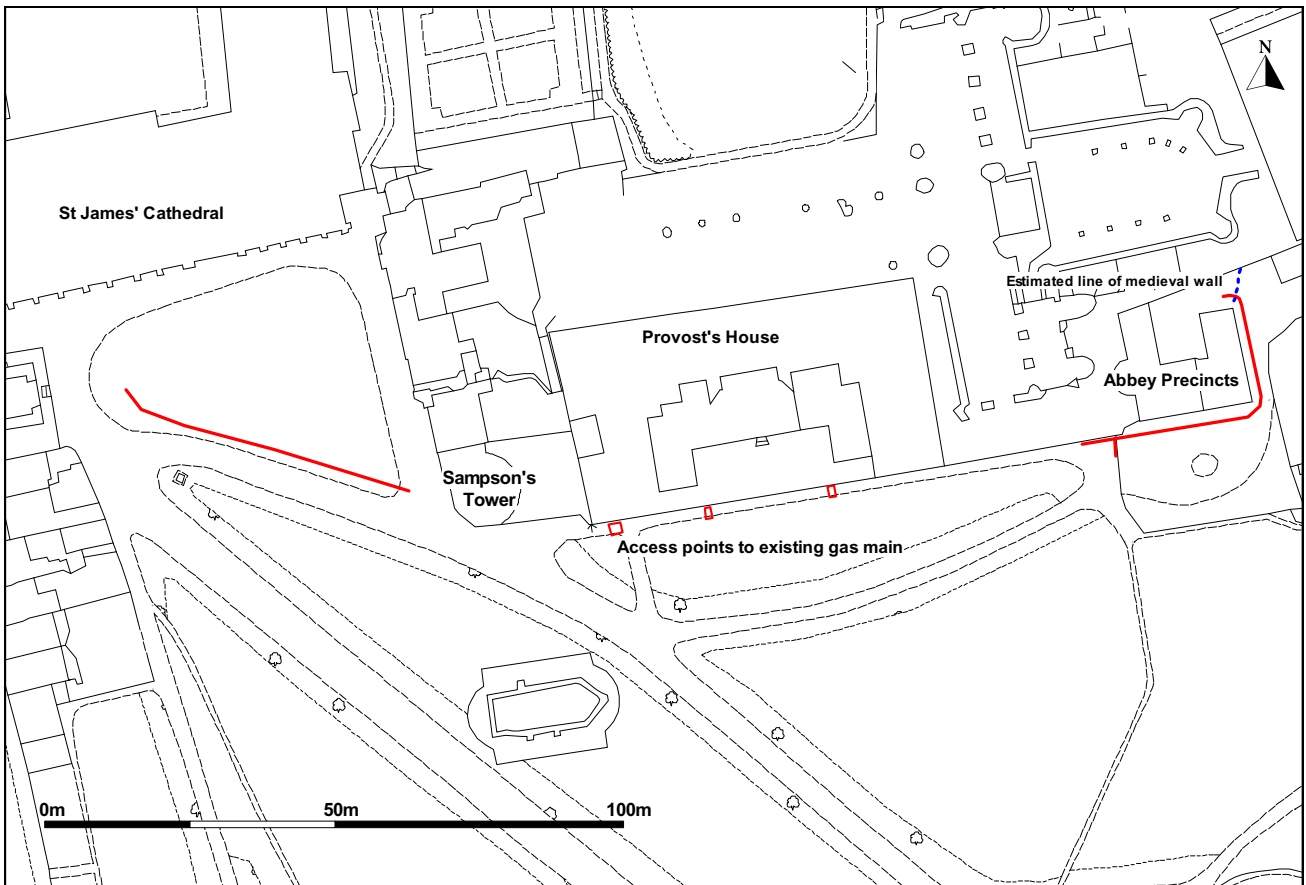 N
St James' Cathedral
Estimated line of medieval wall
Provost's House
Abbey Precincts
Sampson's
Tower
Access points to existing gas main
0m 50m 100m